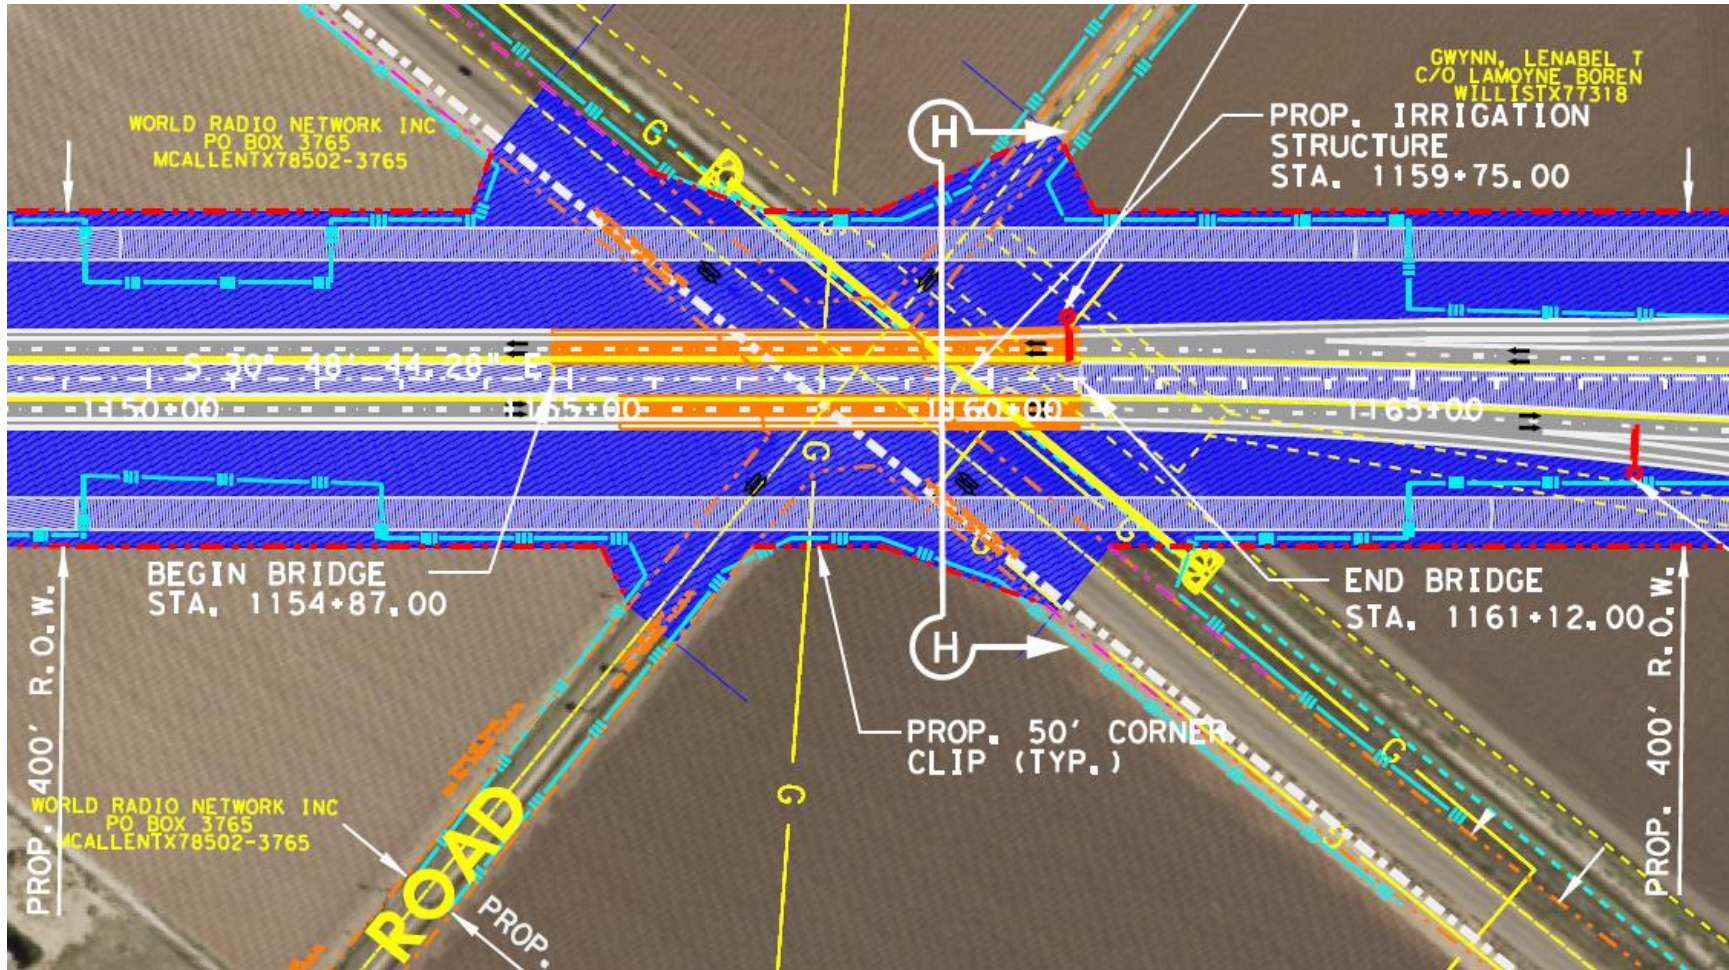 GWYNN, LENABEL T
C/O LAMOYNE BOREN
WILLISTX77318
WORLD RADIO NETWORK INC
PO BOX 3765
MCALLENTX78502-3765
H
PROP. IRRIGATION
STRUCTURE
STA. 1159+75.00
G
G
S 30° 48' 44.28" E
1150+00
1155+00
1160+00
1165+00
G
G
G
BEGIN BRIDGE
STA. 1154+87.00
END BRIDGE
STA. 1161+12.00
H
PROP. 400' R.O.W.
PROP. 400' R.O.W.
PROP. 50' CORNER
CLIP (TYP.)
G
G
G
WORLD RADIO NETWORK INC
PO BOX 3765
MCALLENTX78502-3765
ROAD
PROP.